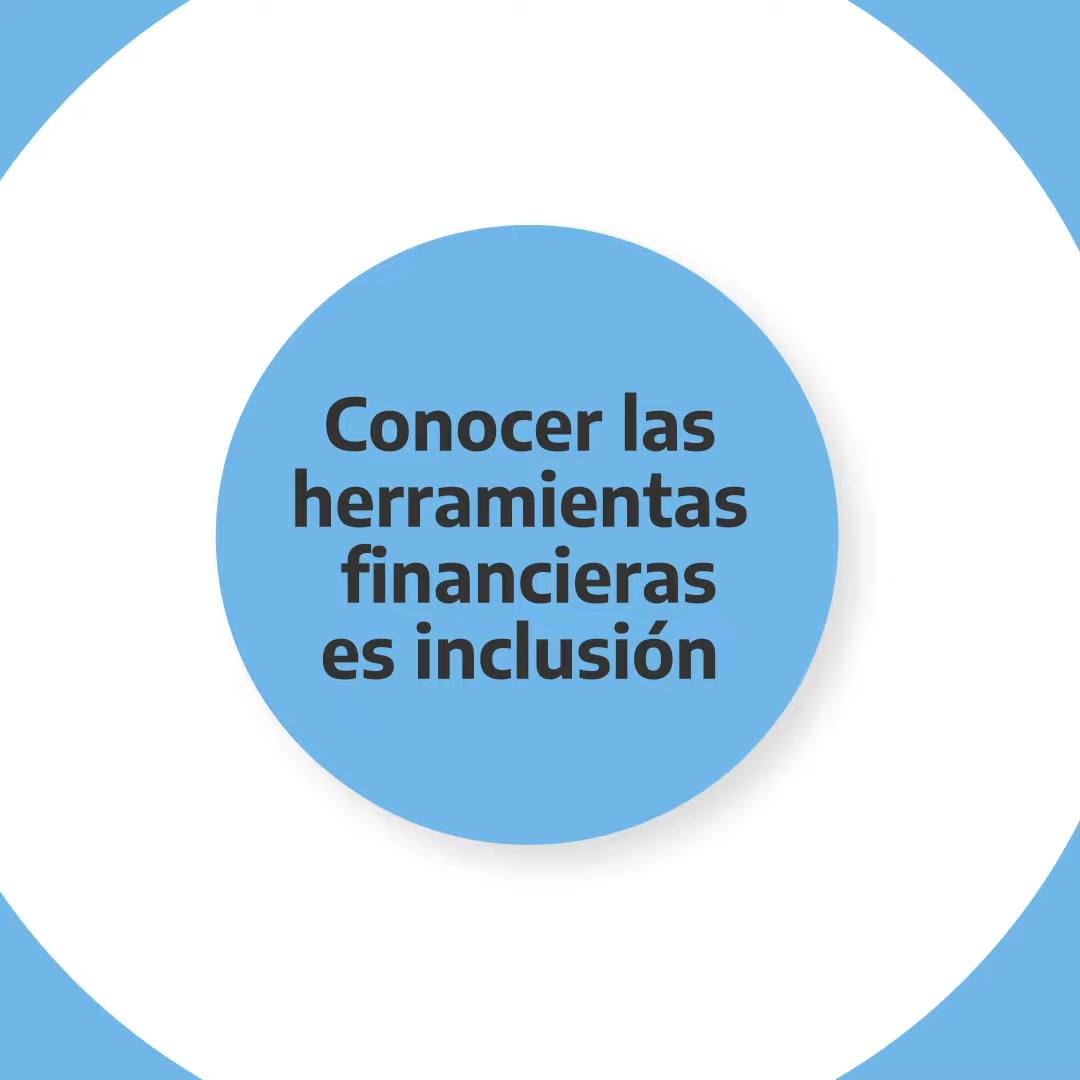 Conocer las
herramientas
financieras
es inclusión